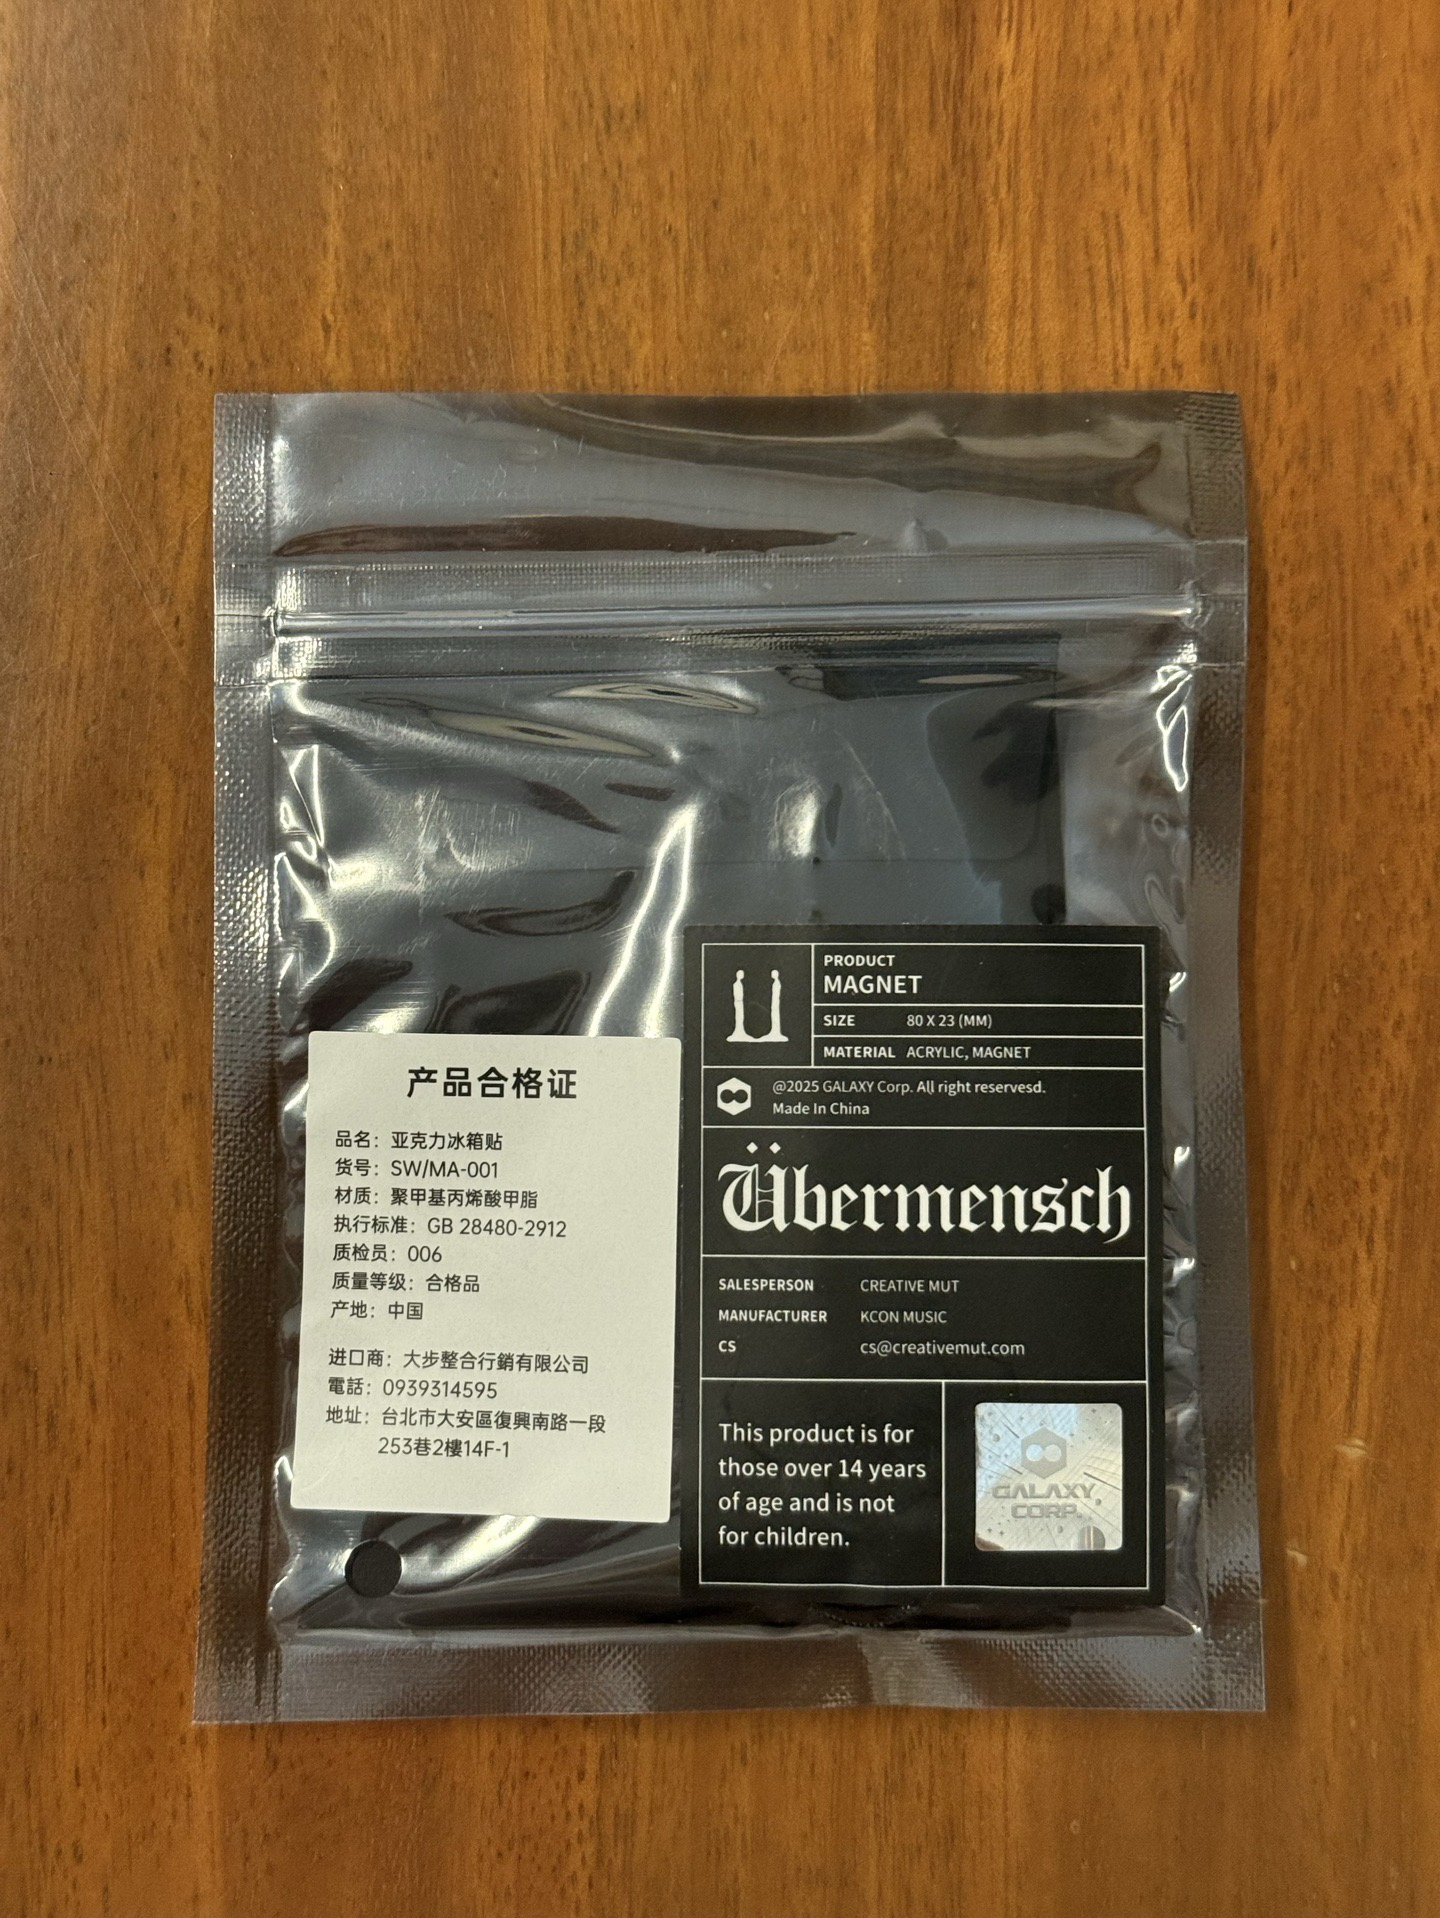 产品合格证
品名：亚克力冰箱贴
货号：SW/MA-001
材质：聚甲基丙烯酸甲脂
执行标准：GB 28480-2912
质检员：006
质量等级：合格品
产地：中国
进口商：大步整合行銷有限公司
電話：0939314595
地址：台北市大安區復興南路一段
253巷2樓14F-1
PRODUCT
MAGNET
SIZE 80 X 23 (MM)
MATERIAL ACRYLIC, MAGNET
@2025 GALAXY Corp. All right reservesd.
Made In China
Übermensch
SALESPERSON CREATIVE MUT
MANUFACTURER KCON MUSIC
CS cs@creativemut.com
This product is for
those over 14 years
of age and is not
for children.
GALAXY
CORP.